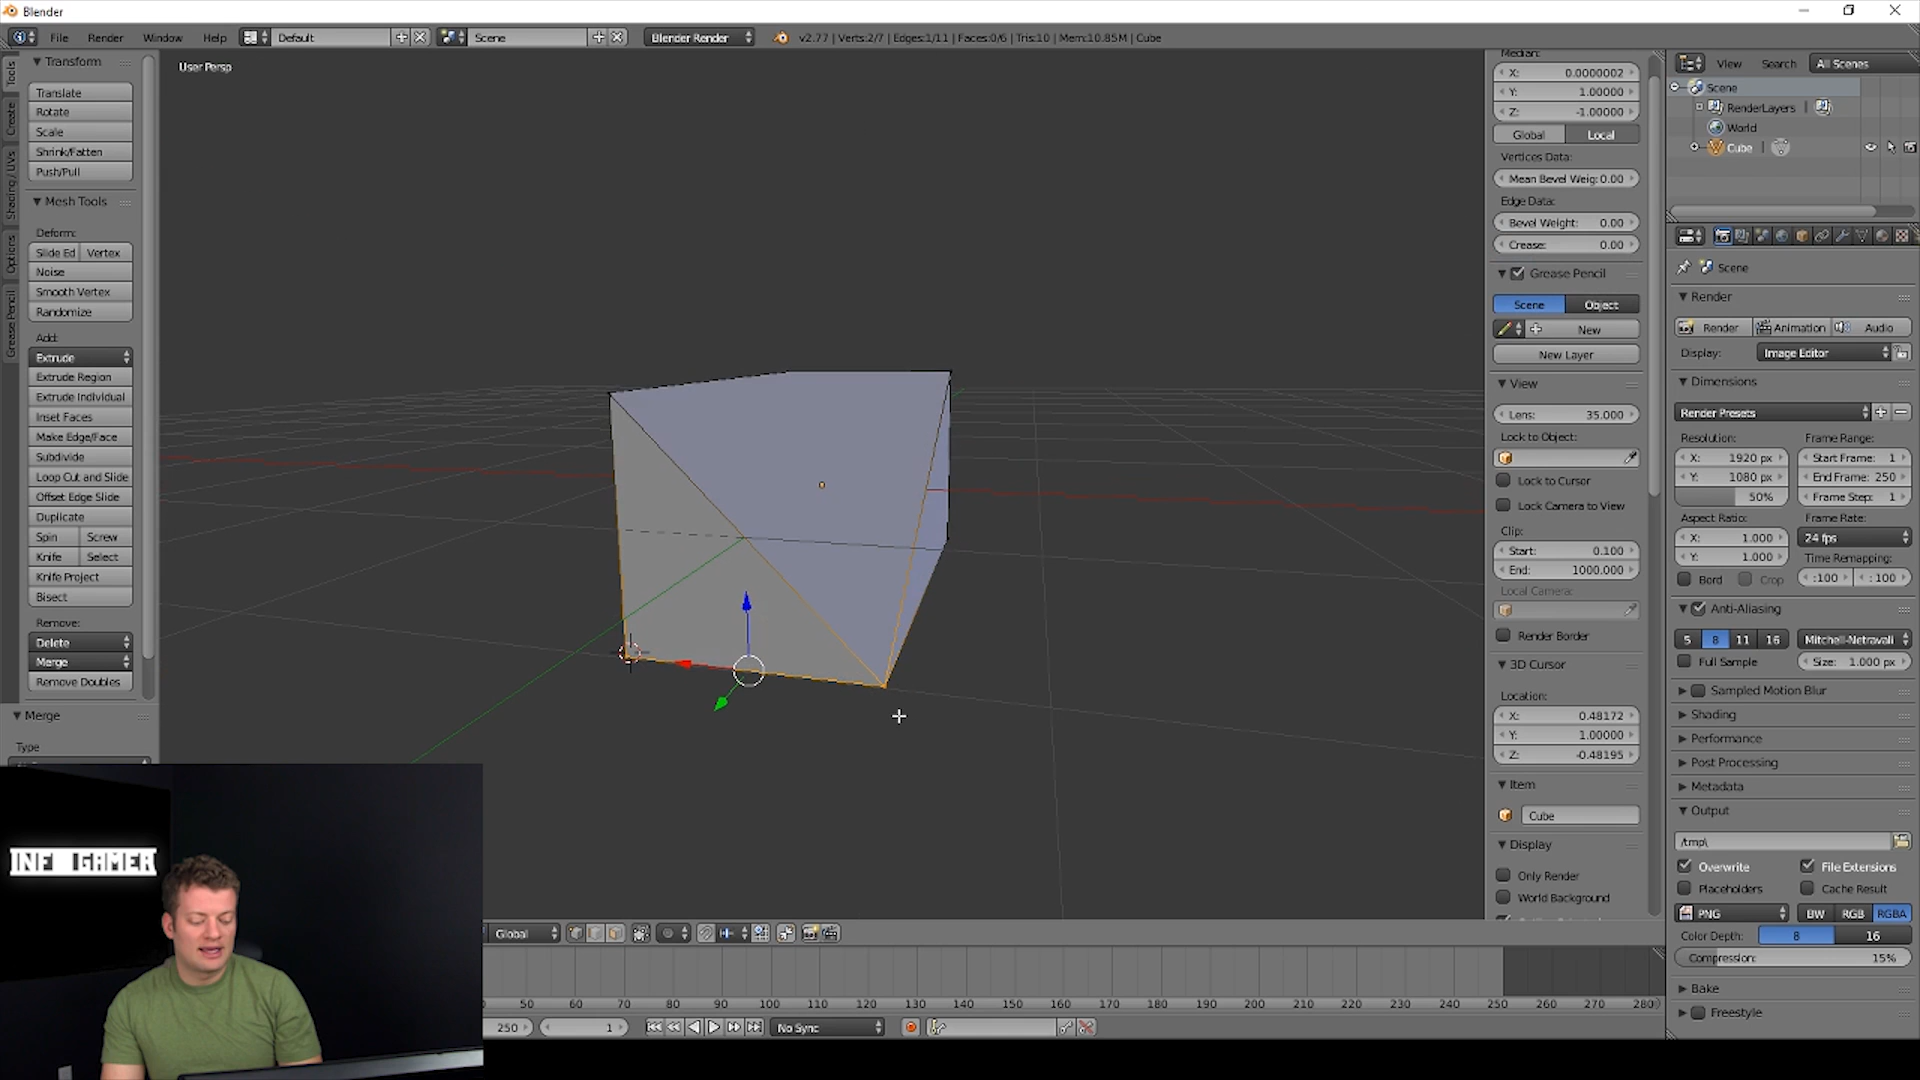 Blender
File Render Window Help Default Scene Blender Render v2.77 | Verts:2/7 | Edges:1/11 | Faces:0/6 | Tris:10 | Mem:10.85M | Cube
Tools
Create
Shading / UVs
Options
Grease Pencil
Transform
Translate
Rotate
Scale
Shrink/Fatten
Push/Pull
Mesh Tools
Deform:
Slide Ed Vertex
Noise
Smooth Vertex
Randomize
Add:
Extrude
Extrude Region
Extrude Individual
Inset Faces
Make Edge/Face
Subdivide
Loop Cut and Slide
Offset Edge Slide
Duplicate
Spin Screw
Knife Select
Knife Project
Bisect
Remove:
Delete
Merge
Remove Doubles
Merge
Type
User Persp
INF GAMER
Median:
X: 0.0000002
Y: 1.00000
Z: -1.00000
Global Local
Vertices Data:
Mean Bevel Weig: 0.00
Edge Data:
Bevel Weight: 0.00
Crease: 0.00
Grease Pencil
Scene Object
New
New Layer
View
Lens: 35.000
Lock to Object:
Lock to Cursor
Lock Camera to View
Clip:
Start: 0.100
End: 1000.000
Local Camera:
Render Border
3D Cursor
Location:
X: 0.48172
Y: 1.00000
Z: -0.48195
Item
Cube
Display
Only Render
World Background
View Search All Scenes
Scene
RenderLayers
World
Cube
Scene
Render
Render Animation Audio
Display: Image Editor
Dimensions
Render Presets
Resolution: Frame Range:
X: 1920 px Start Frame: 1
Y: 1080 px End Frame: 250
50% Frame Step: 1
Aspect Ratio: Frame Rate:
X: 1.000 24 fps
Y: 1.000 Time Remapping:
Bord Crop :100 : 100
Anti-Aliasing
5 8 11 16 Mitchell-Netravali
Full Sample Size: 1.000 px
Sampled Motion Blur
Shading
Performance
Post Processing
Metadata
Output
/tmp\
Overwrite File Extensions
Placeholders Cache Result
PNG BW RGB RGBA
Color Depth: 8 16
Compression: 15%
Bake
Freestyle
Global
50 60 70 80 90 100 110 120 130 140 150 160 170 180 190 200 210 220 230 240 250 260 270 280
250 1 No Sync